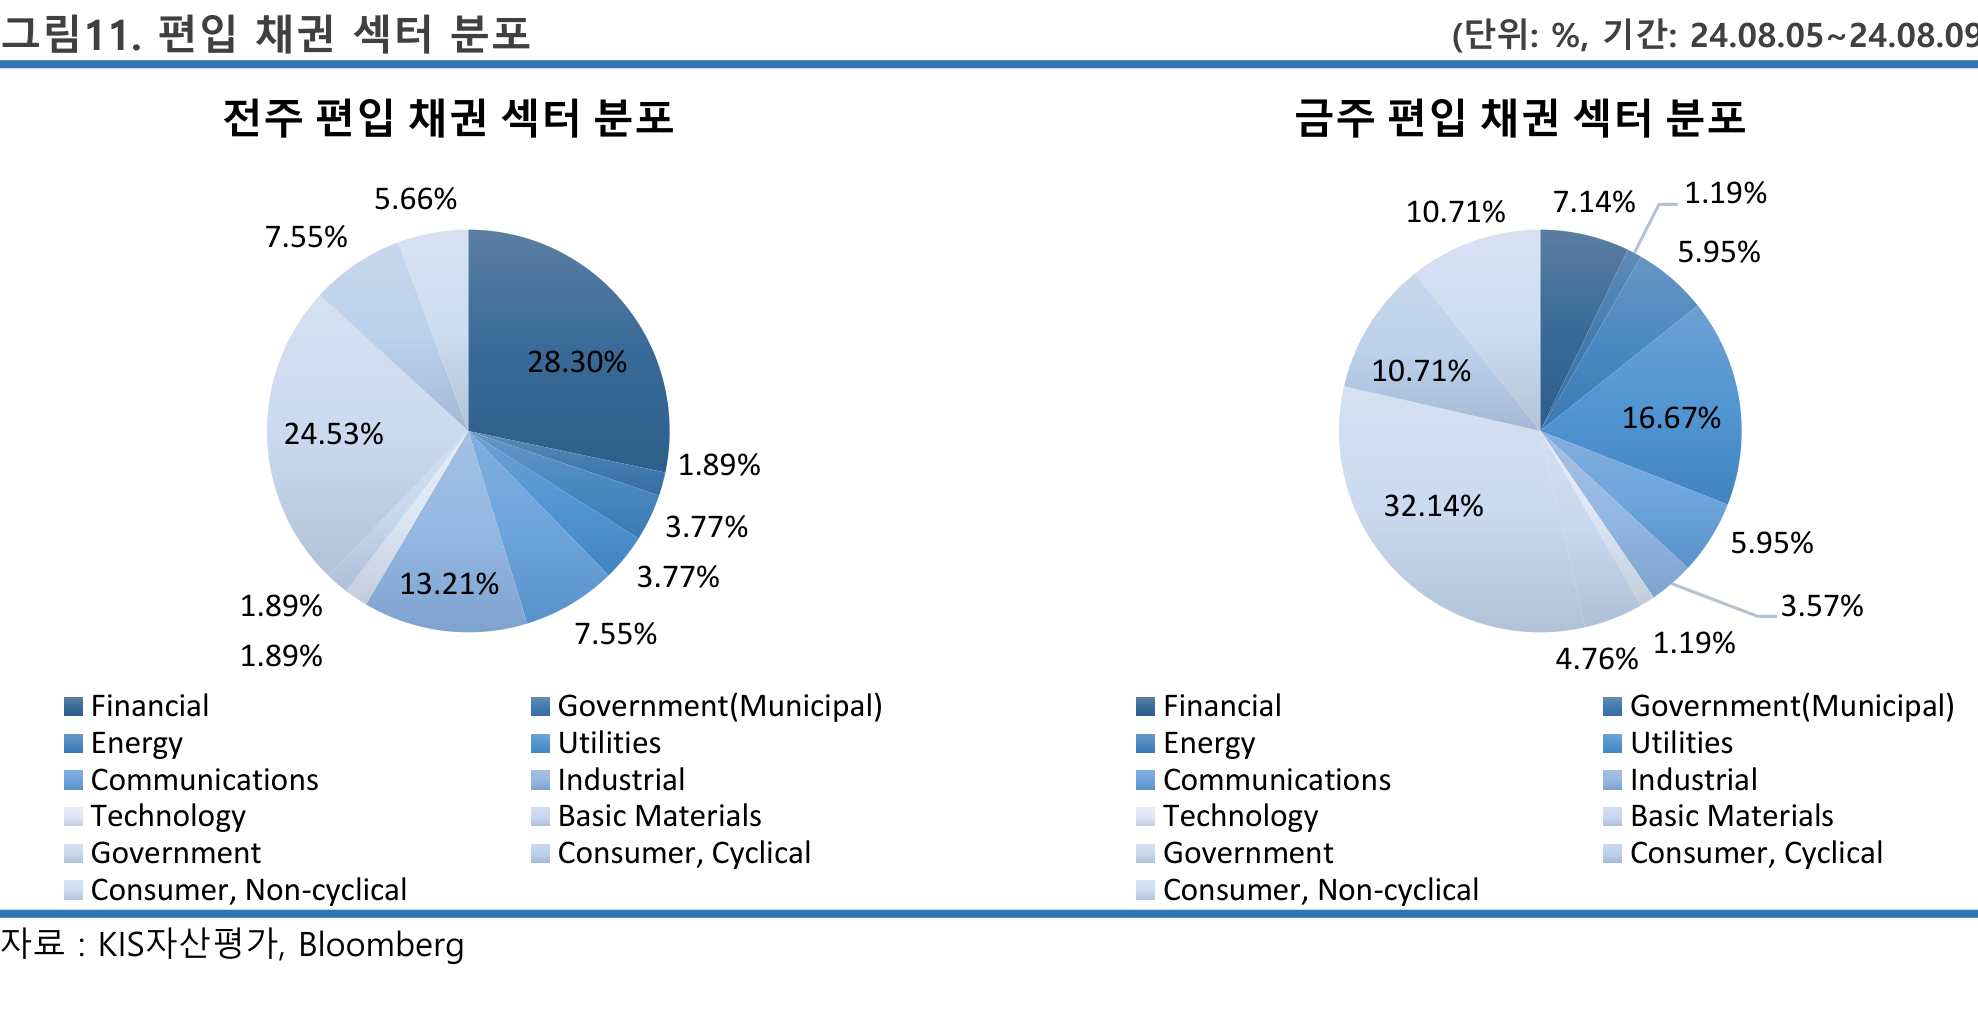 그림11. 편입 채권 섹터 분포
(단위: %, 기간: 24.08.05~24.08.09
전주 편입 채권 섹터 분포
5.66%
7.55%
28.30%
24.53%
1.89%
3.77%
3.77%
13.21%
1.89%
7.55%
1.89%
Financial
Government(Municipal)
Energy
Utilities
Communications
Industrial
Technology
Basic Materials
Government
Consumer, Cyclical
Consumer, Non-cyclical
금주 편입 채권 섹터 분포
1.19%
7.14%
10.71%
5.95%
10.71%
16.67%
32.14%
5.95%
3.57%
1.19%
4.76%
Financial
Government(Municipal)
Energy
Utilities
Communications
Industrial
Technology
Basic Materials
Government
Consumer, Cyclical
Consumer, Non-cyclical
자료 : KIS자산평가, Bloomberg